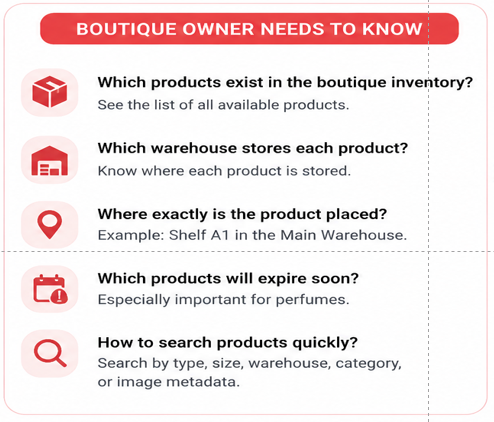 BOUTIQUE OWNER NEEDS TO KNOW
Which products exist in the boutique inventory?
See the list of all available products.
Which warehouse stores each product?
Know where each product is stored.
Where exactly is the product placed?
Example: Shelf A1 in the Main Warehouse.
Which products will expire soon?
Especially important for perfumes.
How to search products quickly?
Search by type, size, warehouse, category,
or image metadata.